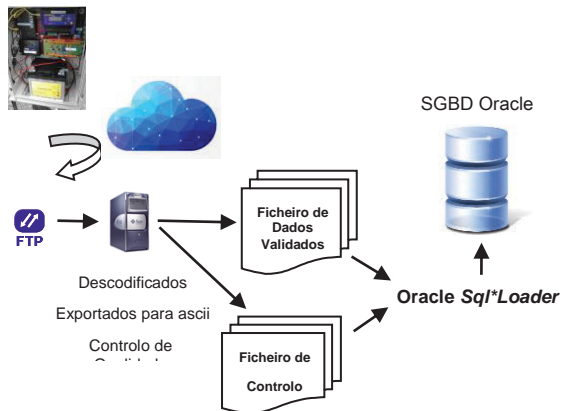 SGBD Oracle
FTP
Ficheiro de
Dados
Validados
Descodificados
Exportados para ascii
Controlo de
Oracle Sql*Loader
Ficheiro de
Controlo